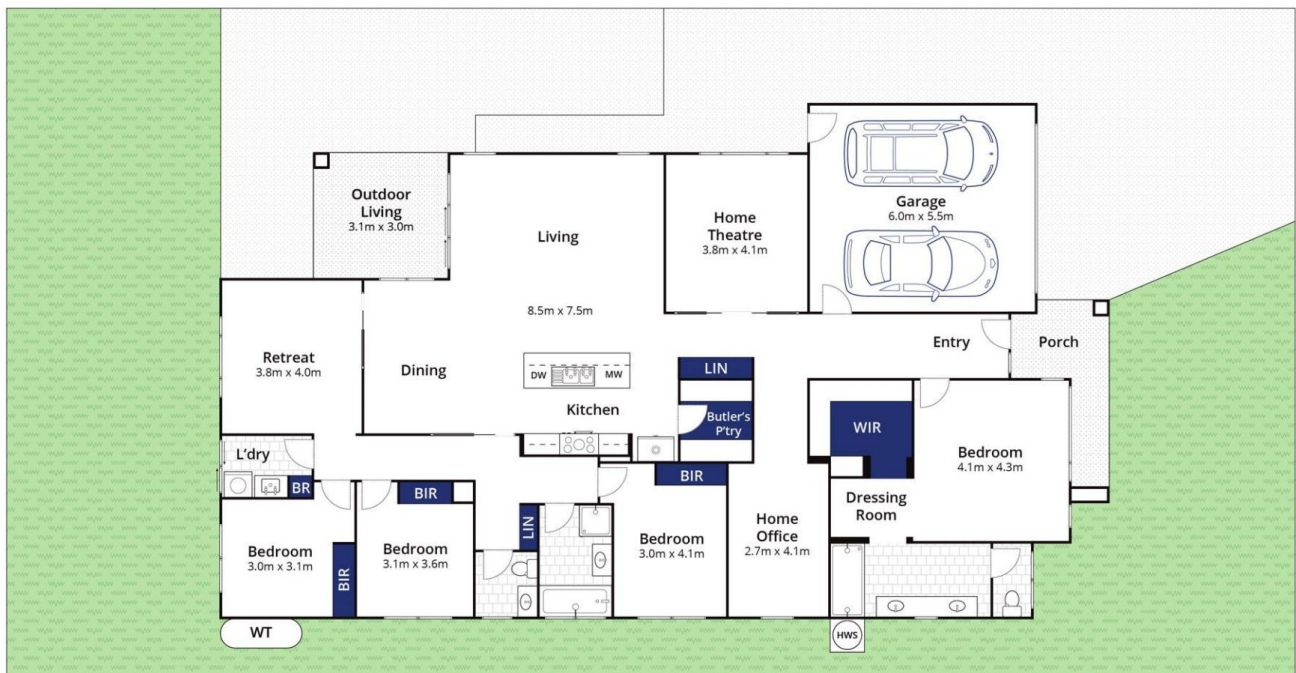 Outdoor
Living
3.1m x 3.0m
Living
8.5m x 7.5m
Home
Theatre
3.8m x 4.1m
Garage
6.0m x 5.5m
Retreat
3.8m x 4.0m
Dining
DW
MW
Kitchen
LIN
Butler's
P'try
Entry
Porch
WIR
Bedroom
4.1m x 4.3m
L'dry
BR
BIR
BIR
Dressing
Room
Bedroom
3.0m x 3.1m
BIR
Bedroom
3.1m x 3.6m
LIN
Bedroom
3.0m x 4.1m
Home
Office
2.7m x 4.1m
WT
HWS